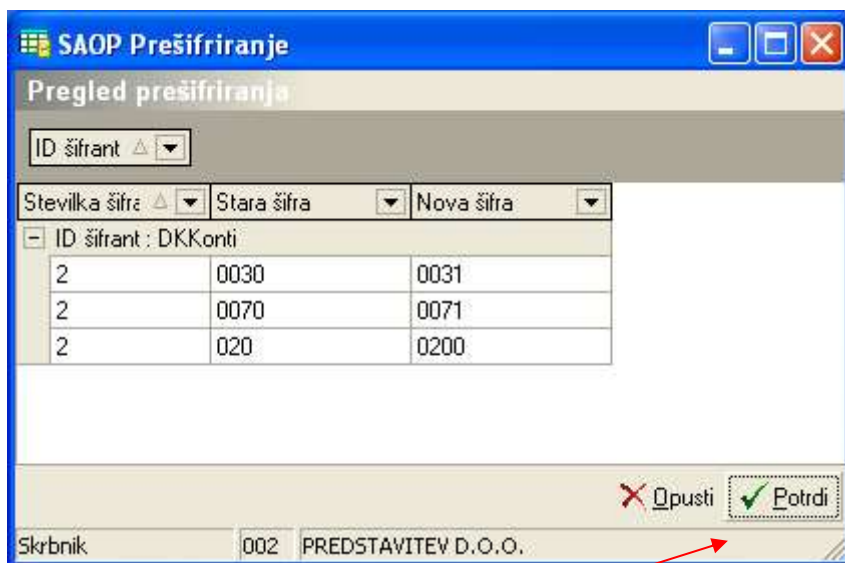 SAOP Prešifriranje
Pregled prešifriranja
ID šifrant
Stevilka šifra Stara šifra Nova šifra
ID šifrant : DKKonti
2 0030 0031
2 0070 0071
2 020 0200
Opusti Potrdi
Skrbnik 002 PREDSTAVITEV D.O.O.